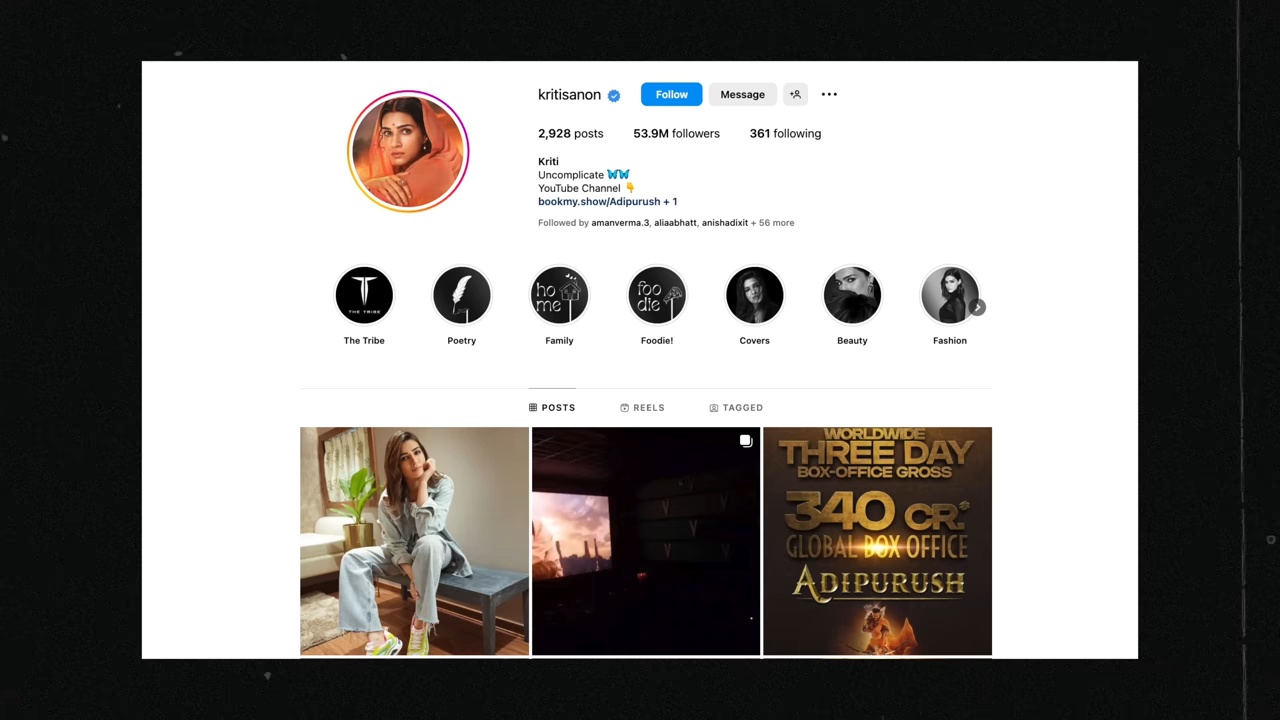 kritisanon
Follow
Message
2,928 posts 53.9M followers 361 following
Kriti
Uncomplicate 🦋🦋
YouTube Channel 👇
bookmy.show/Adipurush + 1
Followed by amanverma.3, aliaabhatt, anishadixit + 56 more
THE TRIBE
ho
me
foo
die
The Tribe
Poetry
Family
Foodie!
Covers
Beauty
Fashion
POSTS
REELS
TAGGED
WORLDWIDE
THREE DAY
BOX-OFFICE GROSS
340 CR.*
GLOBAL BOX OFFICE
ADIPURUSH